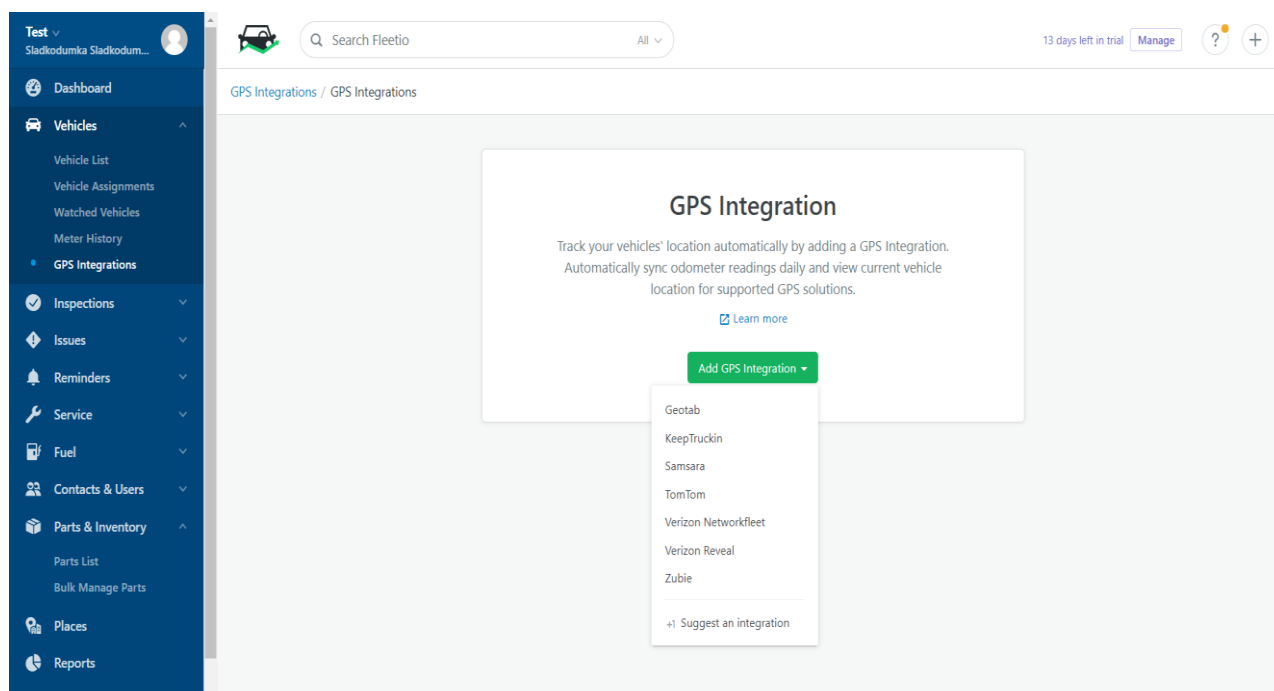 Test
Sladkodumka Sladkodum...
Dashboard
Vehicles
Vehicle List
Vehicle Assignments
Watched Vehicles
Meter History
GPS Integrations
Inspections
Issues
Reminders
Service
Fuel
Contacts & Users
Parts & Inventory
Parts List
Bulk Manage Parts
Places
Reports
Search Fleetio
All
13 days left in trial
Manage
?
+
GPS Integrations / GPS Integrations
GPS Integration
Track your vehicles' location automatically by adding a GPS Integration.
Automatically sync odometer readings daily and view current vehicle
location for supported GPS solutions.
Learn more
Add GPS Integration
Geotab
KeepTruckin
Samsara
TomTom
Verizon Networkfleet
Verizon Reveal
Zubie
+1 Suggest an integration